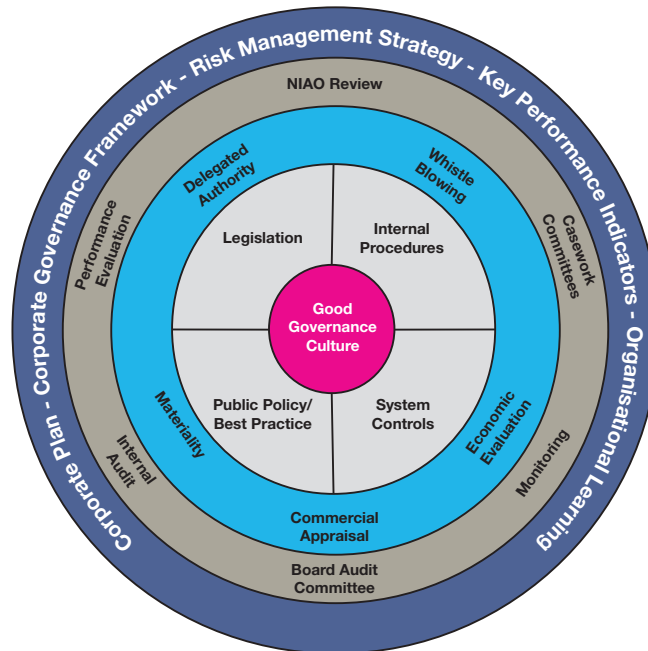 Corporate Plan - Corporate Governance Framework - Risk Management Strategy - Key Performance Indicators - Organisational Learning
NIAO Review
Performance
Evaluation
Casework
Committees
Internal
Audit
Monitoring
Board Audit
Committee
Delegated
Authority
Whistle
Blowing
Materiality
Economic
Evaluation
Commercial
Appraisal
Legislation
Internal
Procedures
Public Policy/
Best Practice
System
Controls
Good
Governance
Culture